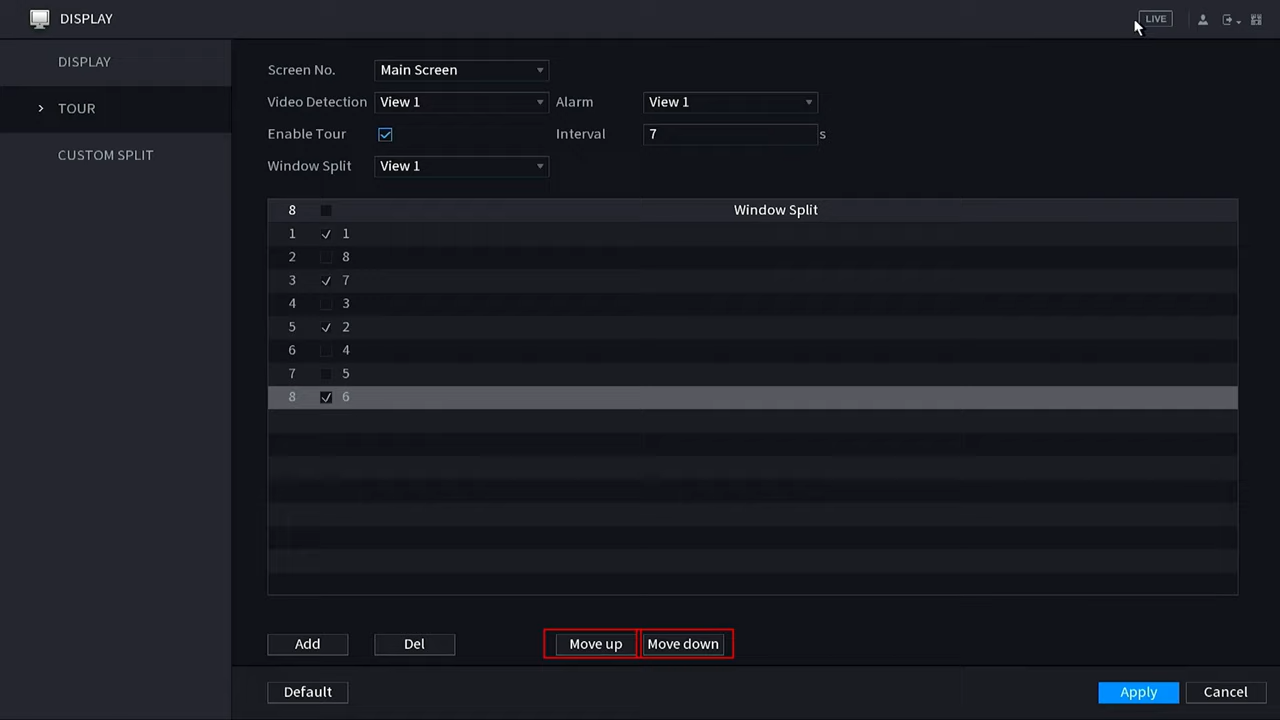 DISPLAY
LIVE
DISPLAY
TOUR
CUSTOM SPLIT
Screen No. Main Screen
Video Detection View 1 Alarm View 1
Enable Tour Interval 7 s
Window Split View 1
8 Window Split
1 1
2 8
3 7
4 3
5 2
6 4
7 5
8 6
Add Del Move up Move down
Default Apply Cancel